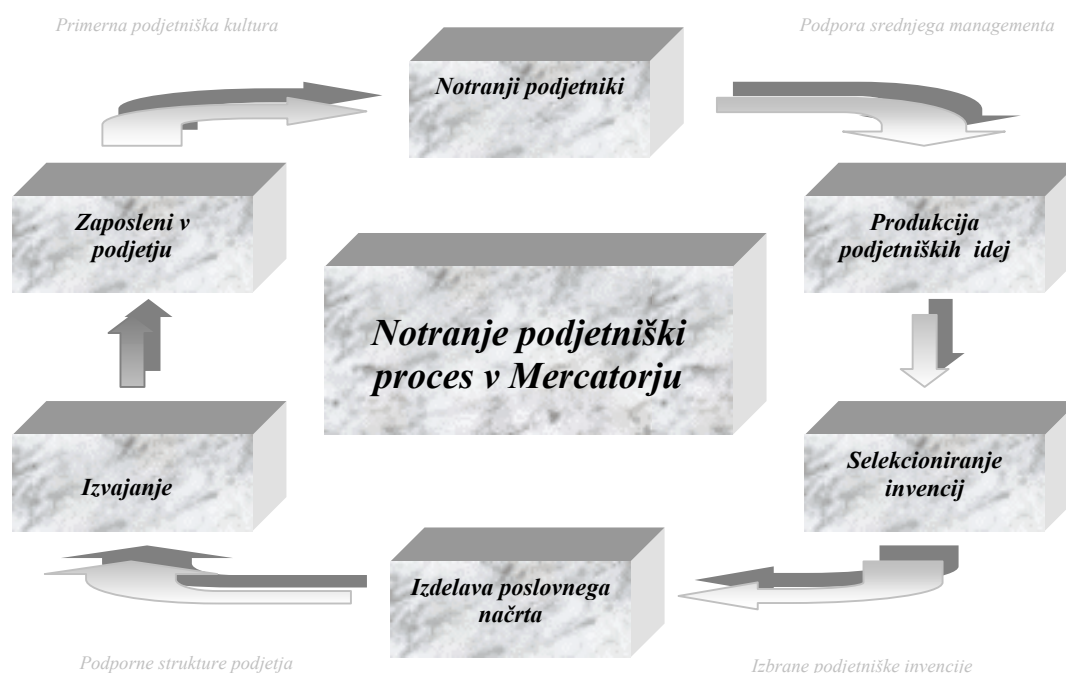 Primerna podjetniška kultura
Podpora srednjega managementa
Notranji podjetniki
Zaposleni v
podjetju
Produkcija
podjetniških idej
Notranje podjetniški
proces v Mercatorju
Izvajanje
Selekcioniranje
invencij
Izdelava poslovnega
načrta
Podporne strukture podjetja
Izbrane podjetniške invencije